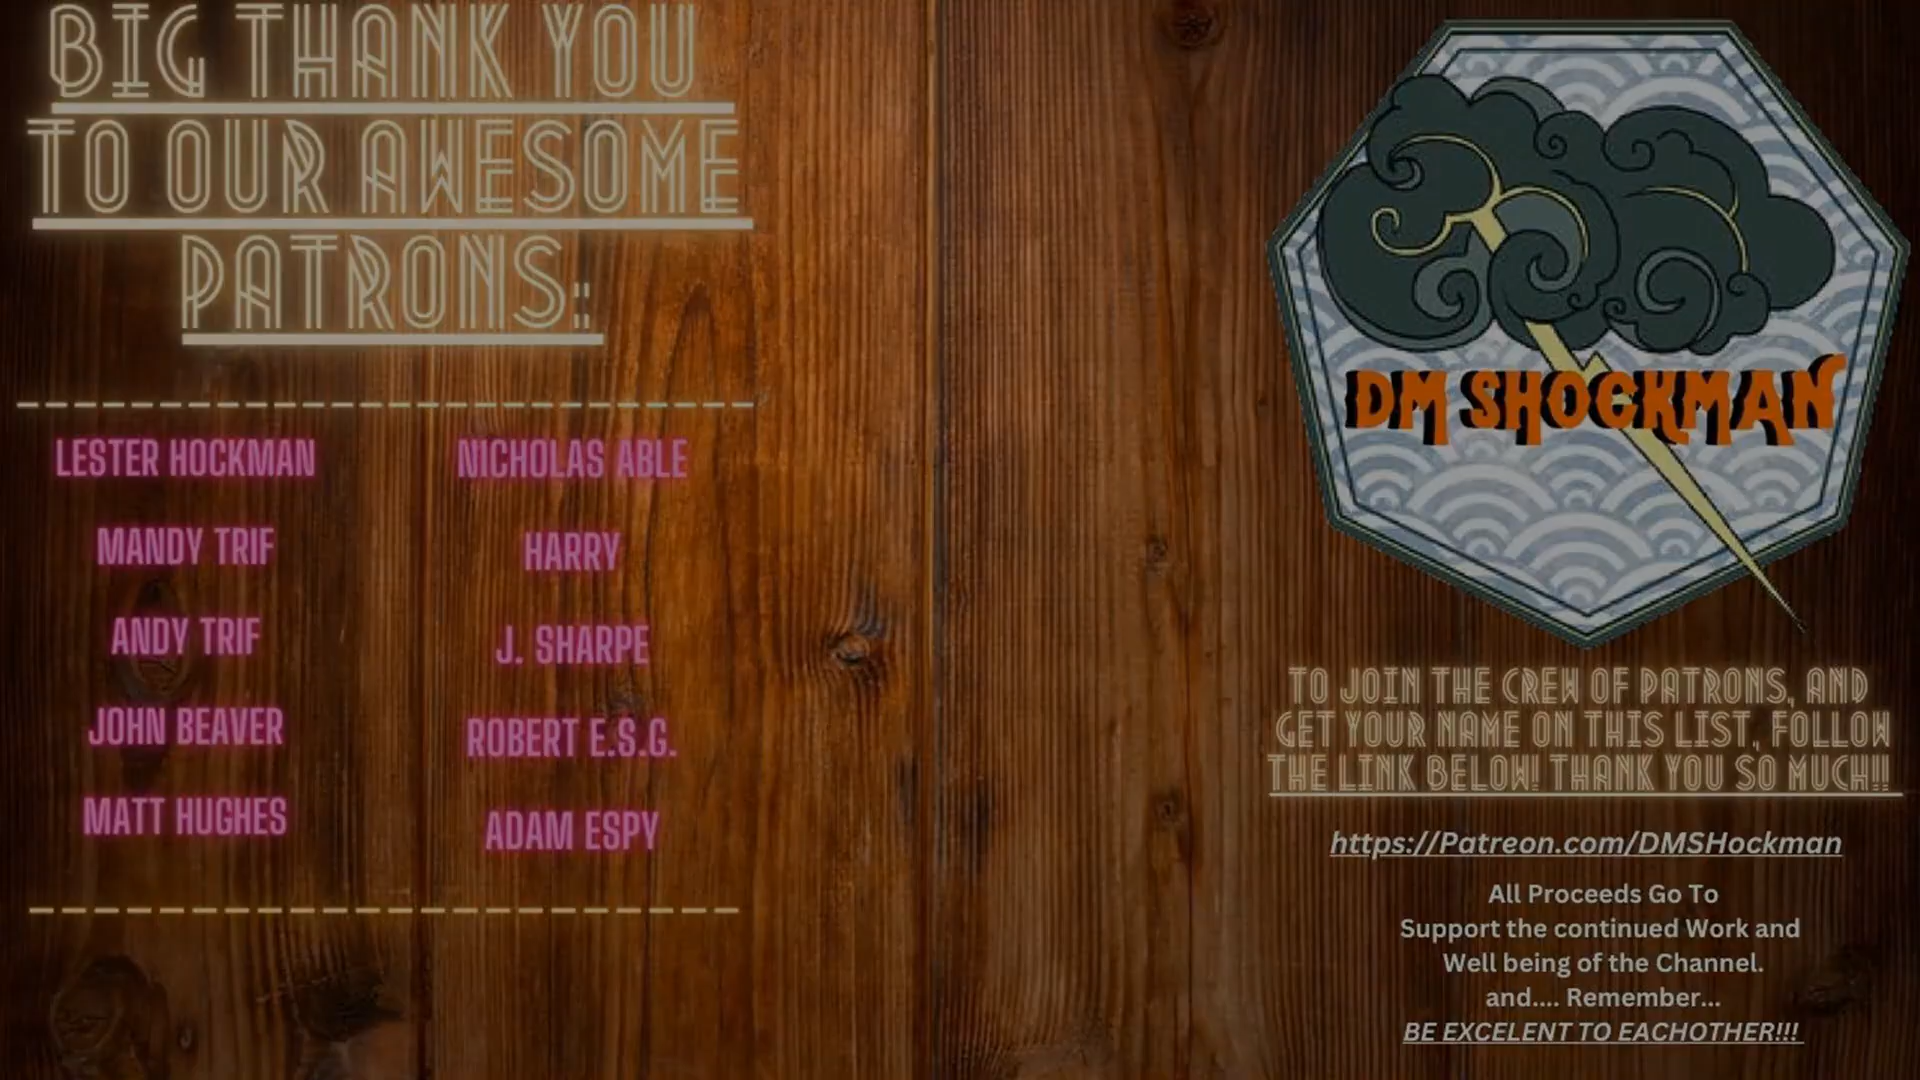 BIG THANK YOU
TO OUR AWESOME
PATRONS:
LESTER HOCKMAN
MANDY TRIF
ANDY TRIF
JOHN BEAVER
MATT HUGHES
NICHOLAS ABLE
HARRY
J. SHARPE
ROBERT E.S.G.
ADAM ESPY
DM SHOCKMAN
TO JOIN THE CREW OF PATRONS, AND
GET YOUR NAME ON THIS LIST, FOLLOW
THE LINK BELOW! THANK YOU SO MUCH!!
https://Patreon.com/DMSHockman
All Proceeds Go To
Support the continued Work and
Well being of the Channel.
and.... Remember...
BE EXCELENT TO EACHOTHER!!!